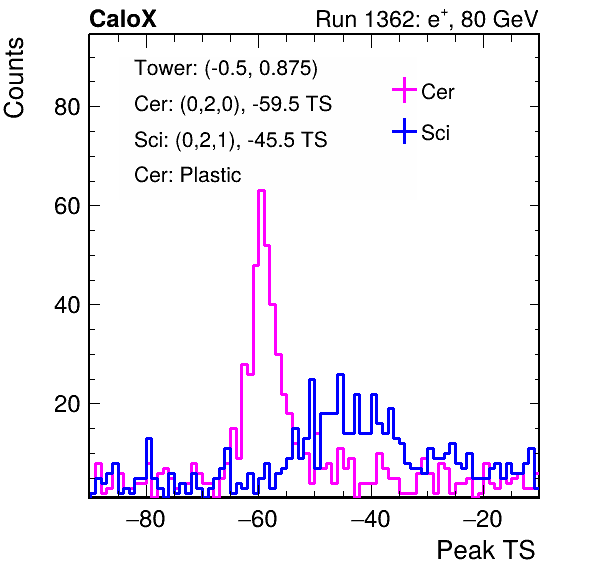 CaloX Run 1362: e⁺, 80 GeV
Counts
Tower: (-0.5, 0.875)
Cer: (0,2,0), -59.5 TS
Sci: (0,2,1), -45.5 TS
Cer: Plastic
Cer
Sci
80
60
40
20
−80 −60 −40 −20
Peak TS